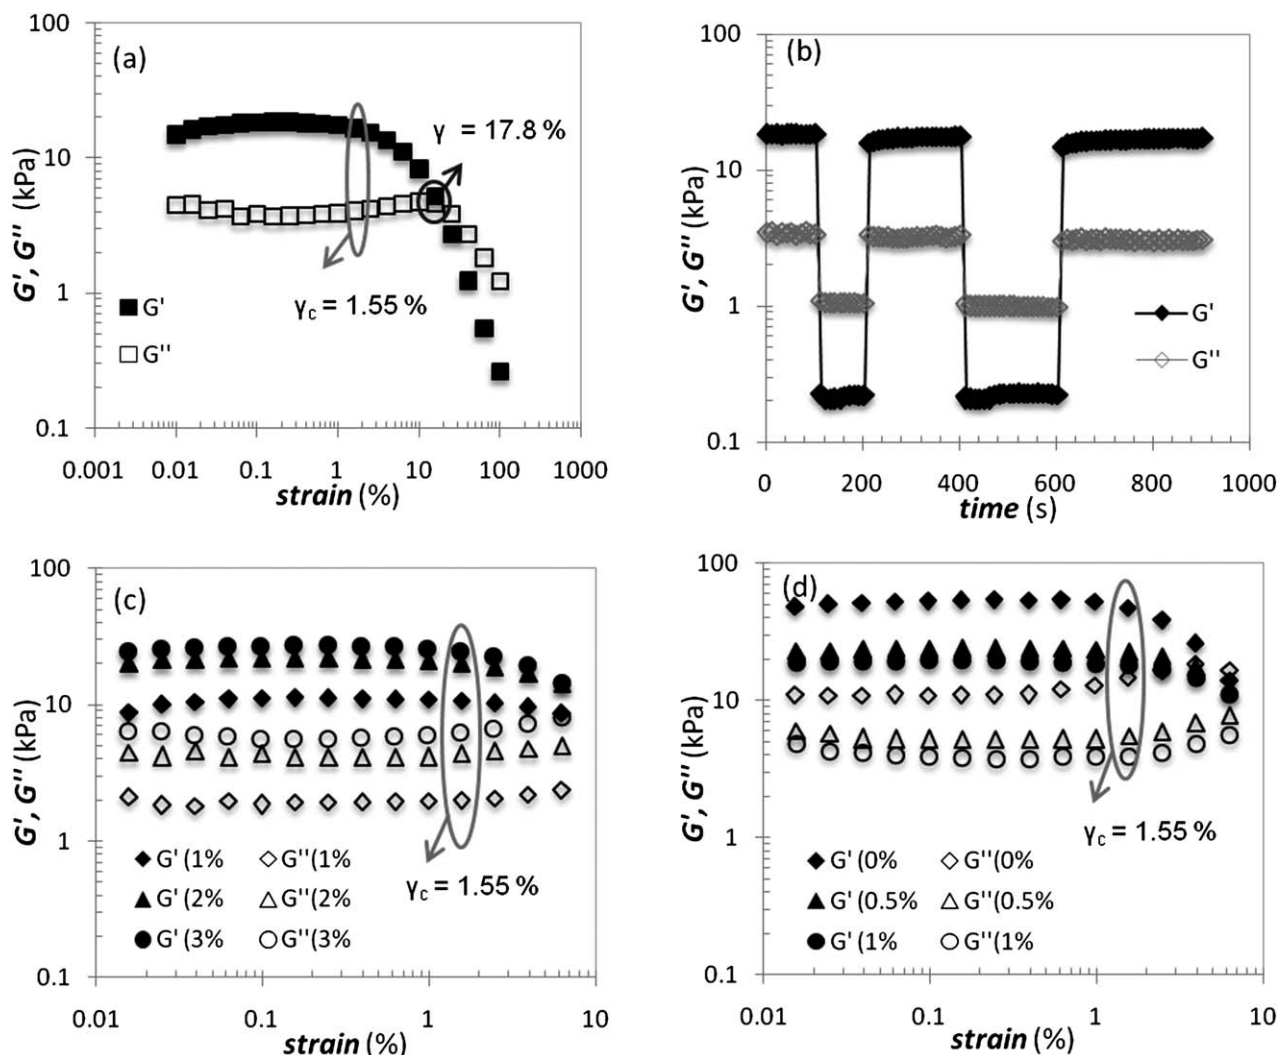 (a)
100
10
1
0.1
G', G'' (kPa)
γ = 17.8 %
γc = 1.55 %
G'
G''
0.001 0.01 0.1 1 10 100 1000
strain (%)
(b)
100
10
1
0.1
G', G'' (kPa)
G'
G''
0 200 400 600 800 1000
time (s)
(c)
100
10
1
0.1
G', G'' (kPa)
G' (1% G''(1%
G' (2% G''(2%
G' (3% G''(3%
γc = 1.55 %
0.01 0.1 1 10
strain (%)
(d)
100
10
1
0.1
G', G'' (kPa)
γc = 1.55 %
G' (0% G''(0%
G' (0.5% G''(0.5%
G' (1% G''(1%
0.01 0.1 1 10
strain (%)